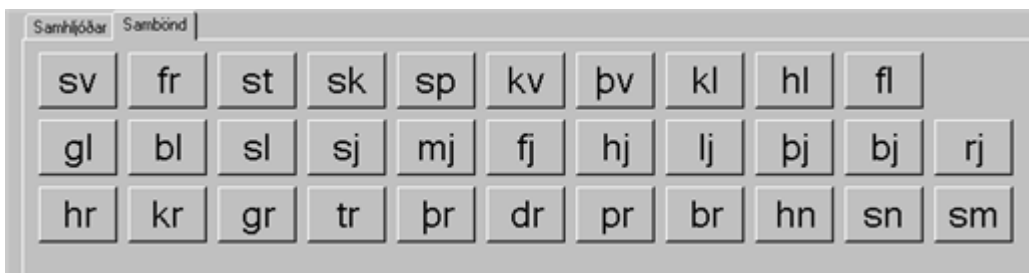 Samhljóðar Sambönd
sv fr st sk sp kv þv kl hl fl
gl bl sl sj mj fj hj lj þj bj rj
hr kr gr tr þr dr pr br hn sn sm